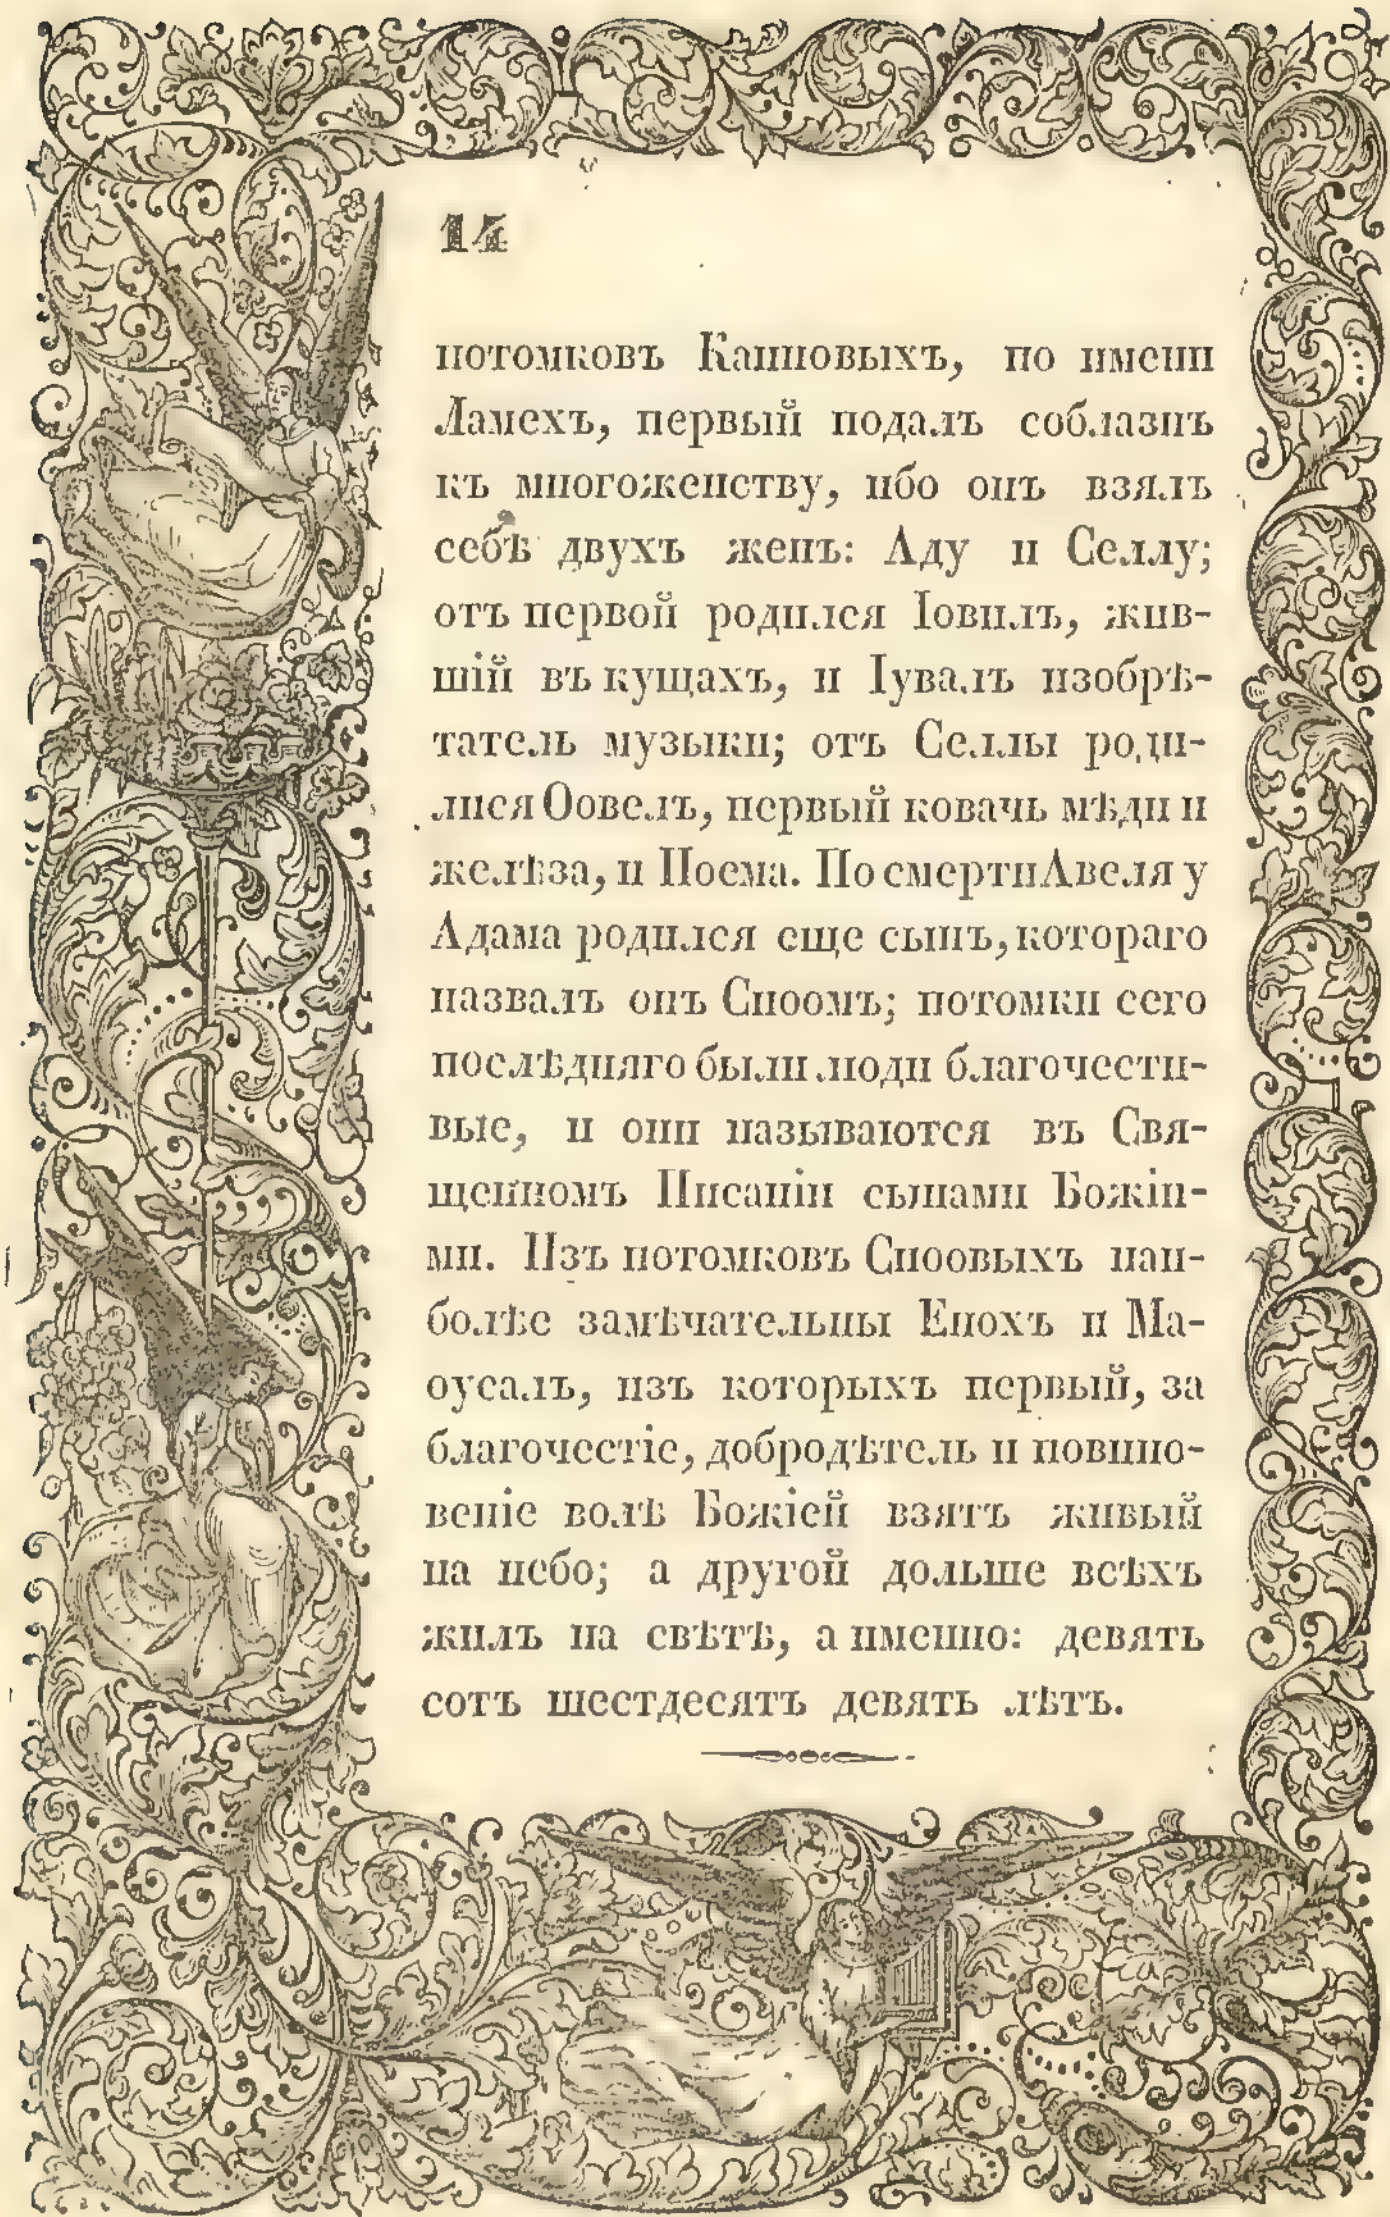 14
потомковъ Каиновыхъ, по имени
Ламехъ, первый подалъ соблазнъ
къ многоженству, ибо онъ взялъ
себѣ двухъ женъ: Аду и Селлу;
отъ первой родился Іовилъ, жив-
шій въ кущахъ, и Іувалъ изобрѣ-
татель музыки; отъ Селлы роди-
лися Ѳовелъ, первый ковачь мѣди и
желѣза, и Ноема. По смерти Авеля у
Адама родился еще сынъ, котораго
назвалъ онъ Сиѳомъ; потомки сего
послѣдняго были люди благочести-
вые, и они называются въ Свя-
щенномъ Писаніи сынами Божіи-
ми. Изъ потомковъ Сиѳовыхъ наи-
болѣе замѣчательны Енохъ и Ма-
ѳусалъ, изъ которыхъ первый, за
благочестіе, добродѣтель и повино-
веніе волѣ Божіей взятъ живый
на небо; а другой дольше всѣхъ
жилъ на свѣтѣ, а именно: девять
сотъ шестдесятъ девять лѣтъ.